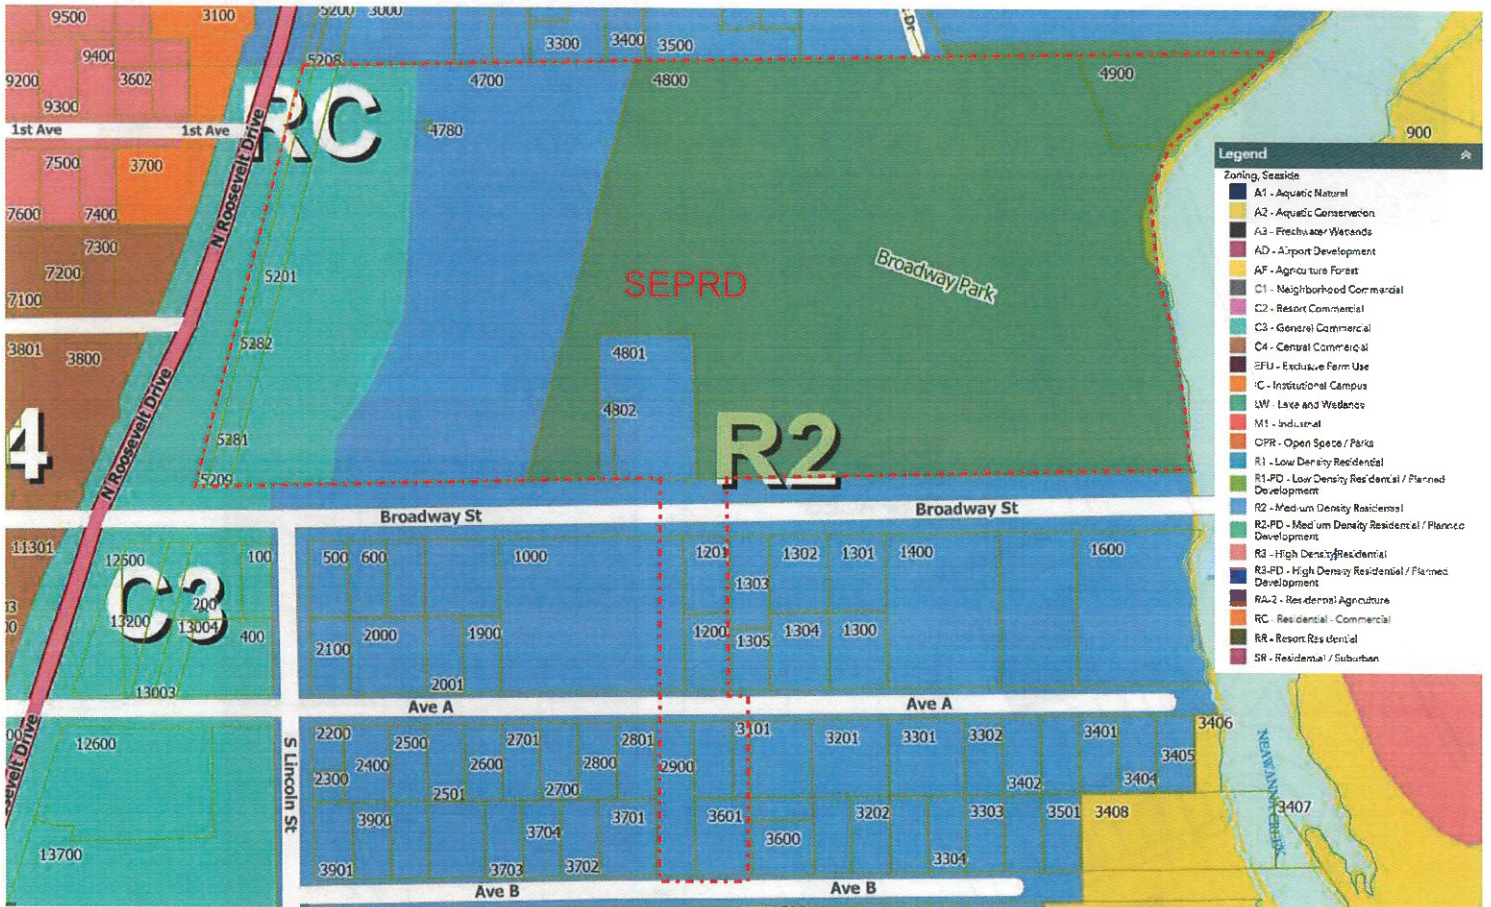 9500
3100
5200
3000
9400
3300
3400
3500
Dr
5208
9200
3602
4700
4800
4900
9300
RC
1st Ave
1st Ave
4780
900
7500
3700
N Roosevelt Drive
7600
7400
7300
7200
5201
SEPRD
Broadway Park
7100
3801
3800
5282
4801
4802
4
5281
R2
5209
N Roosevelt Drive
Broadway St
Broadway St
11301
12500
100
500
600
1000
1201
1302
1301
1400
1600
C3
1303
200
13200
13004
400
2100
2000
1900
1200
1305
1304
1300
13003
2001
Ave A
Ave A
12600
S Lincoln St
2200
2500
2701
2801
3101
3201
3301
3302
3401
3406
2300
2400
2600
2800
2900
3405
2501
2700
3402
3404
3900
3704
3701
3601
3202
3303
3501
3408
3407
3600
13700
3901
3703
3702
3304
Ave B
Ave B
NEAWANNA CREEK
Legend
Zoning, Seaside
A1 - Aquatic Natural
A2 - Aquatic Conservation
A3 - Freshwater Wetlands
AD - Airport Development
AF - Agriculture Forest
C1 - Neighborhood Commercial
C2 - Resort Commercial
C3 - General Commercial
C4 - Central Commercial
EFU - Exclusive Farm Use
IC - Institutional Campus
LW - Lake and Wetlands
M1 - Industrial
OPR - Open Space / Parks
R1 - Low Density Residential
R1-PD - Low Density Residential / Planned
Development
R2 - Medium Density Residential
R2-PD - Medium Density Residential / Planned
Development
R3 - High Density Residential
R3-PD - High Density Residential / Planned
Development
RA-2 - Residential Agriculture
RC - Residential - Commercial
RR - Resort Residential
SR - Residential / Suburban